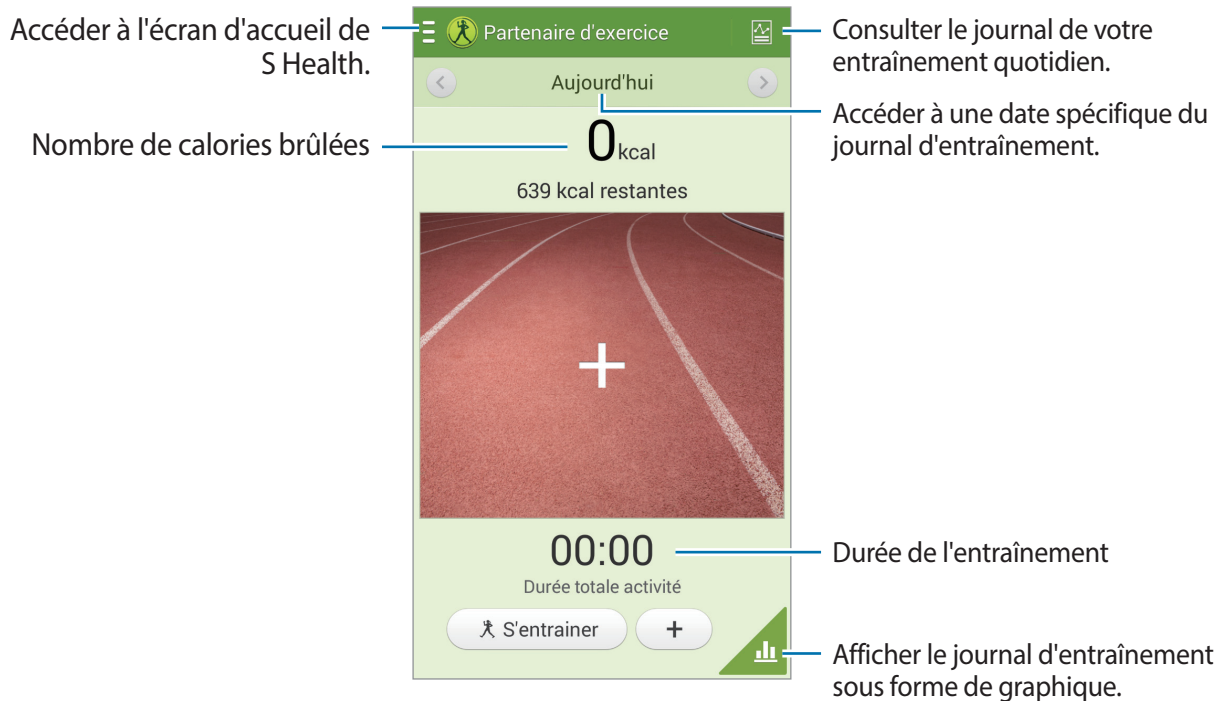 Accéder à l'écran d'accueil de
S Health.
Partenaire d'exercice
Consulter le journal de votre
entraînement quotidien.
Aujourd'hui
Accéder à une date spécifique du
journal d'entraînement.
Nombre de calories brûlées
0 kcal
639 kcal restantes
00:00
Durée de l'entraînement
Durée totale activité
S'entrainer
+
Afficher le journal d'entraînement
sous forme de graphique.